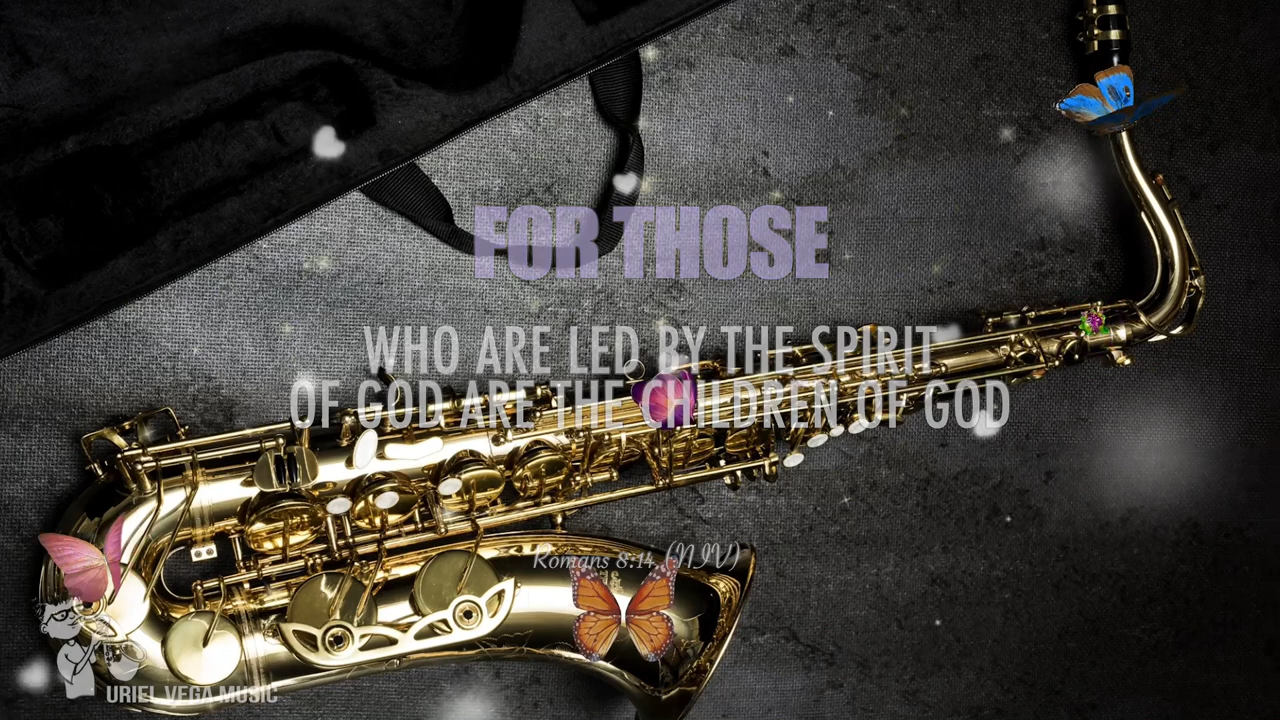 FOR THOSE
WHO ARE LED BY THE SPIRIT
OF GOD ARE THE CHILDREN OF GOD
Romans 8:14 (NIV)
URIEL VEGA MUSIC